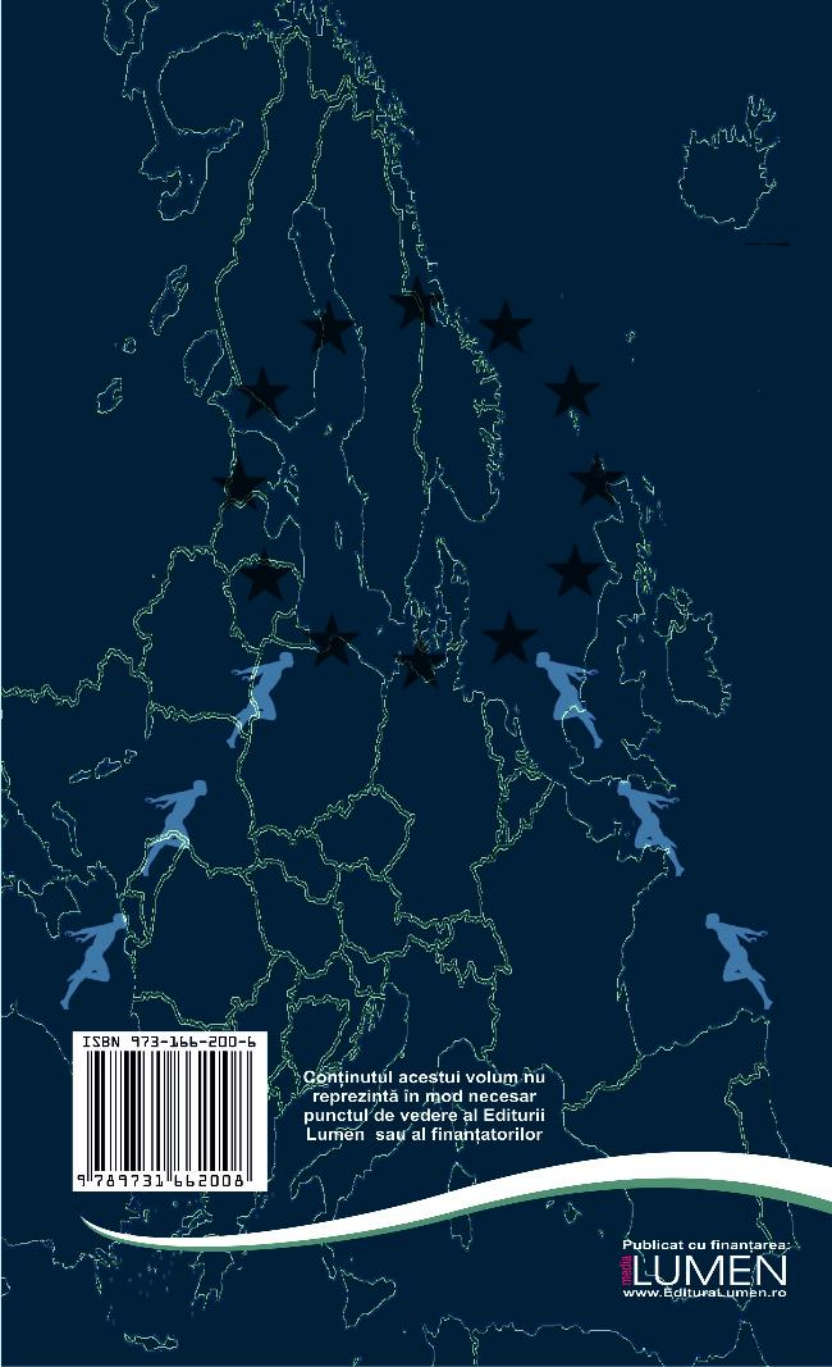 ISBN 973-166-200-6
9 789731 662008
Conținutul acestui volum nu
reprezintă în mod necesar
punctul de vedere al Editurii
Lumen sau al finanțatorilor
Publicat cu finanțarea:
media
LUMEN
www.EdituraLumen.ro